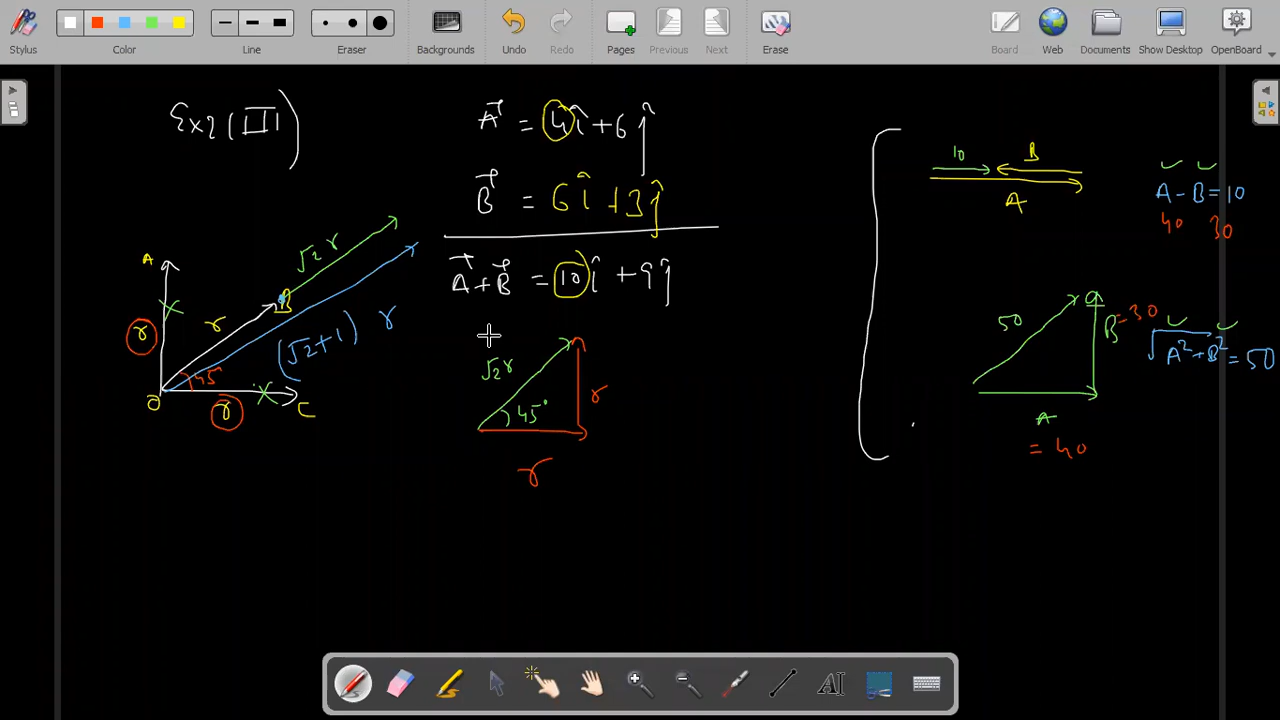 Stylus Color Line Eraser Backgrounds Undo Redo Pages Previous Next Erase Board Web Documents Show Desktop OpenBoard
Ex2 (III)
A⃗ = 4î + 6ĵ
B⃗ = 6î + 3ĵ
A⃗ + B⃗ = 10î + 9ĵ
A
√2 r
B
r
r
45°
(√2+1) r
O
r
C
√2r
45°
r
r
10
B
A
A - B = 10
40 30
50
B = 30
√A²+B² = 50
A
= 40